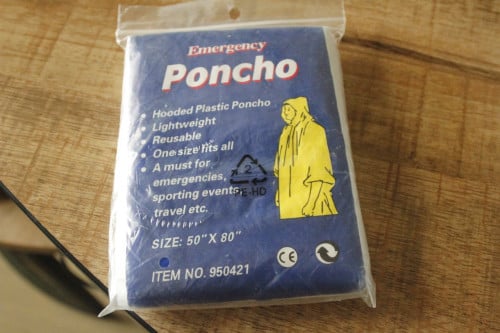 Emergency
Poncho
• Hooded Plastic Poncho
• Lightweight
• Reusable
• One size fits all
• A must for
emergencies,
sporting events,
travel etc.
2
PE-HD
SIZE: 50" X 80"
ITEM NO. 950421
CE